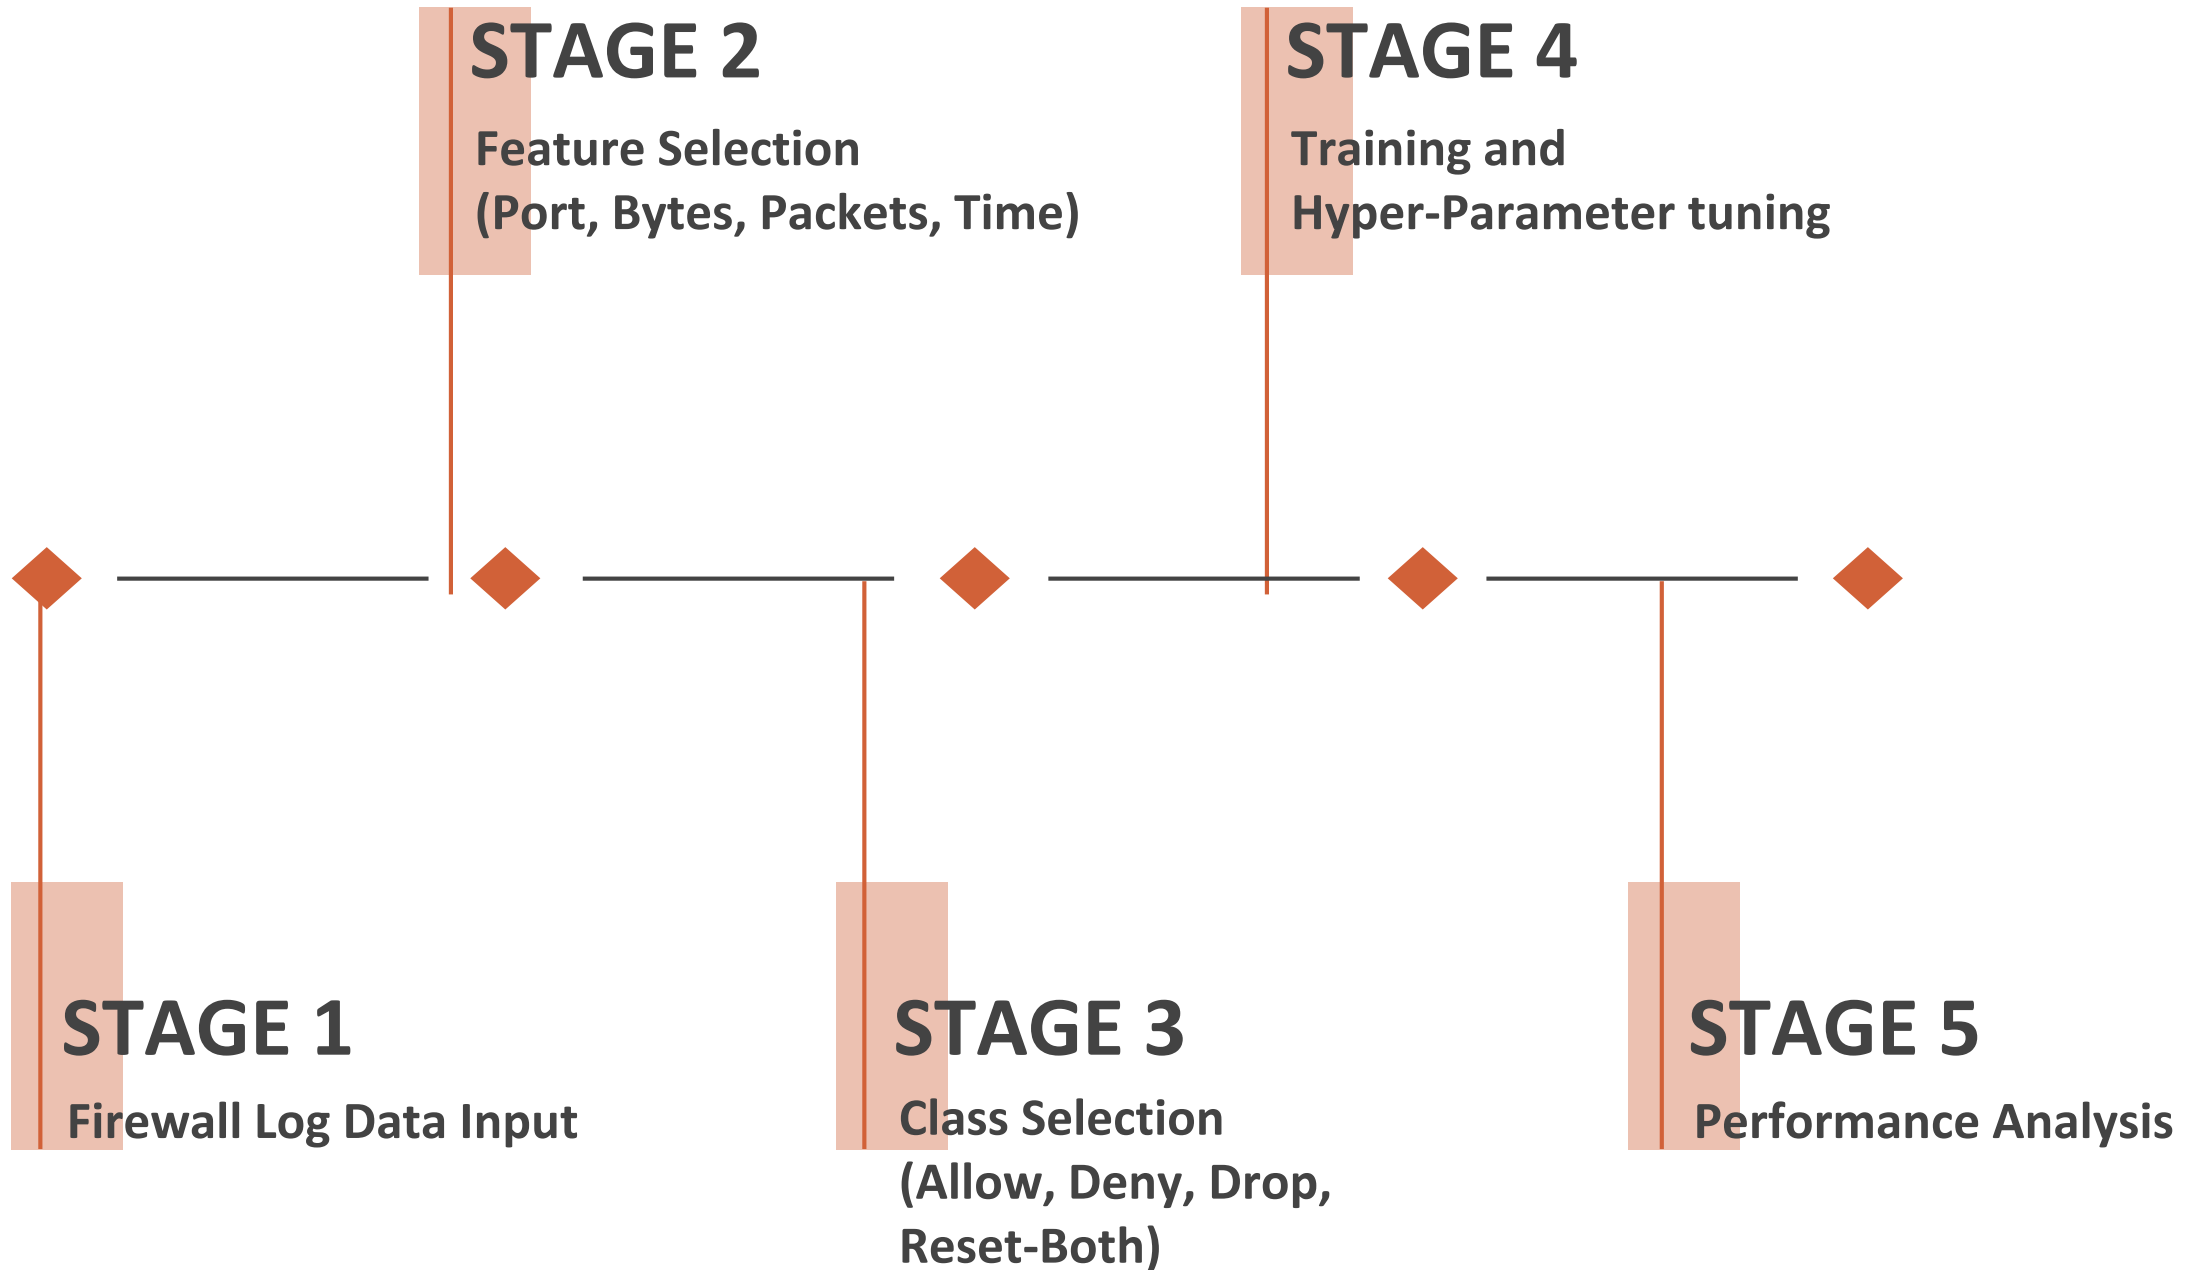 STAGE 2
Feature Selection
(Port, Bytes, Packets, Time)
STAGE 4
Training and
Hyper-Parameter tuning
STAGE 1
Firewall Log Data Input
STAGE 3
Class Selection
(Allow, Deny, Drop,
Reset-Both)
STAGE 5
Performance Analysis